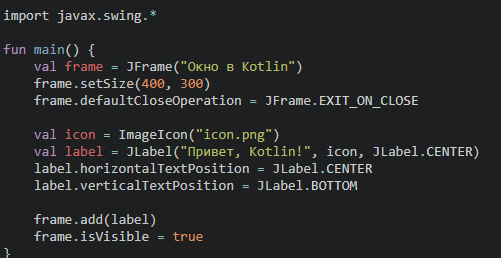 import javax.swing.*
fun main() {
    val frame = JFrame("Окно в Kotlin")
    frame.setSize(400, 300)
    frame.defaultCloseOperation = JFrame.EXIT_ON_CLOSE
    val icon = ImageIcon("icon.png")
    val label = JLabel("Привет, Kotlin!", icon, JLabel.CENTER)
    label.horizontalTextPosition = JLabel.CENTER
    label.verticalTextPosition = JLabel.BOTTOM
    frame.add(label)
    frame.isVisible = true
}